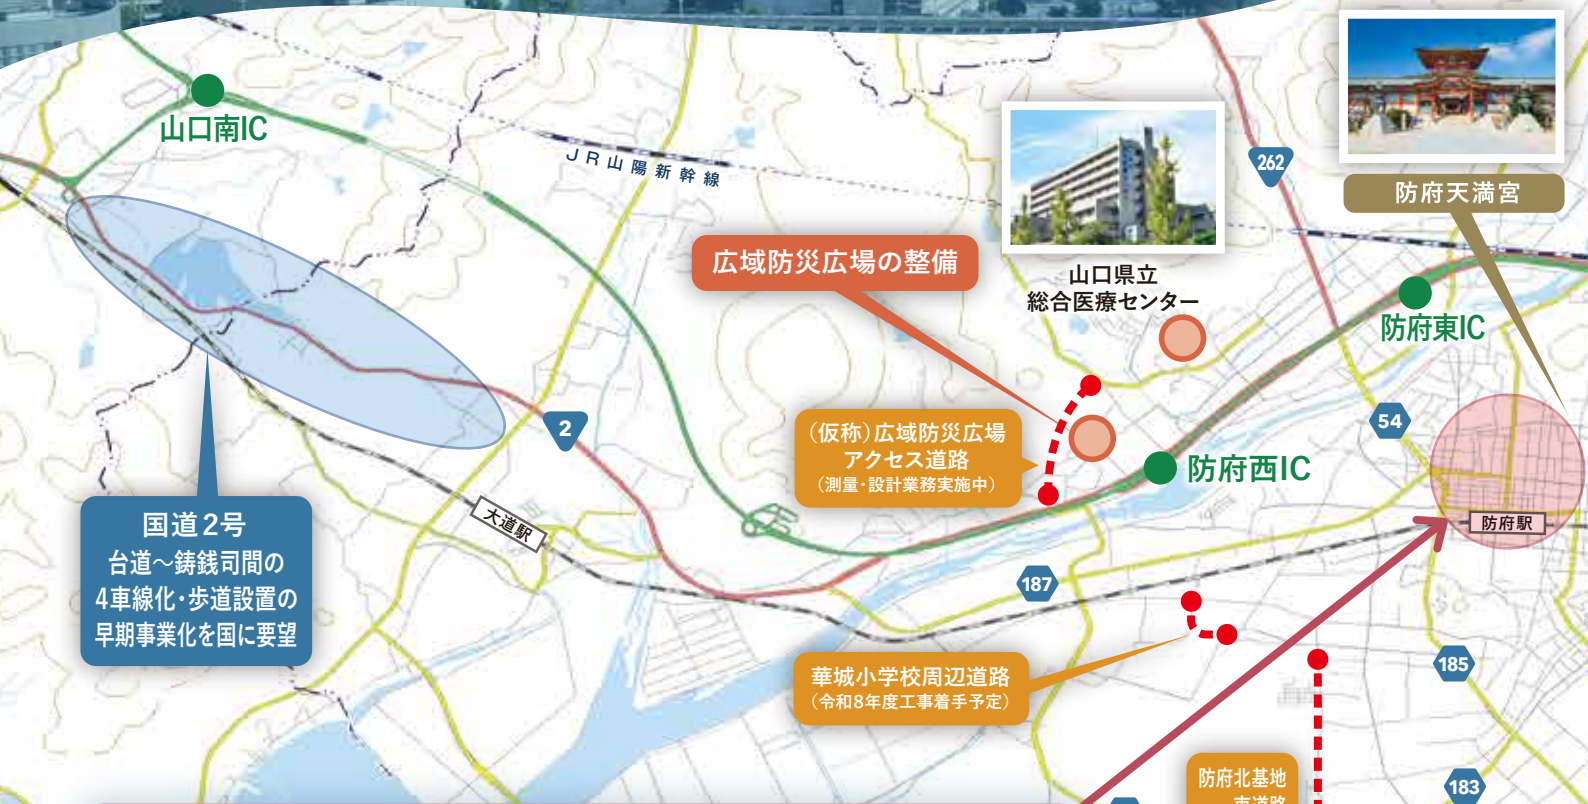 山口南IC
JR山陽新幹線
262
防府天満宮
広域防災広場の整備
山口県立
総合医療センター
防府東IC
2
(仮称)広域防災広場
アクセス道路
(測量・設計業務実施中)
54
防府西IC
国道2号
台道～鋳銭司間の
4車線化・歩道設置の
早期事業化を国に要望
大道駅
防府駅
187
華城小学校周辺道路
(令和8年度工事着手予定)
185
防府北基地
東道路
183